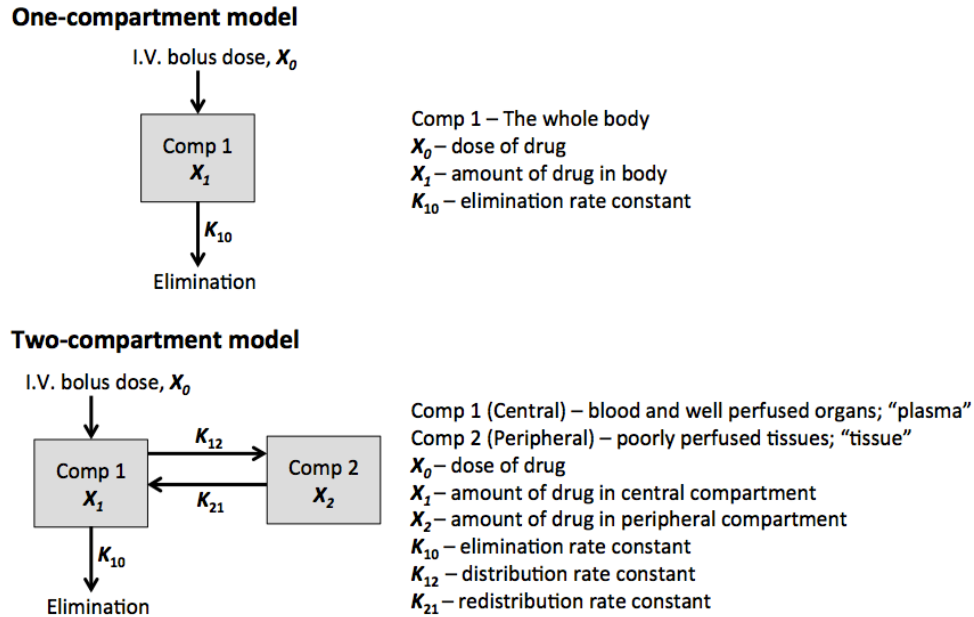 One-compartment model
I.V. bolus dose, X₀
Comp 1
X₁
K₁₀
Elimination
Comp 1 – The whole body
X₀ – dose of drug
X₁ – amount of drug in body
K₁₀ – elimination rate constant
Two-compartment model
I.V. bolus dose, X₀
Comp 1
X₁
K₁₂
K₂₁
Comp 2
X₂
K₁₀
Elimination
Comp 1 (Central) – blood and well perfused organs; “plasma”
Comp 2 (Peripheral) – poorly perfused tissues; “tissue”
X₀ – dose of drug
X₁ – amount of drug in central compartment
X₂ – amount of drug in peripheral compartment
K₁₀ – elimination rate constant
K₁₂ – distribution rate constant
K₂₁ – redistribution rate constant